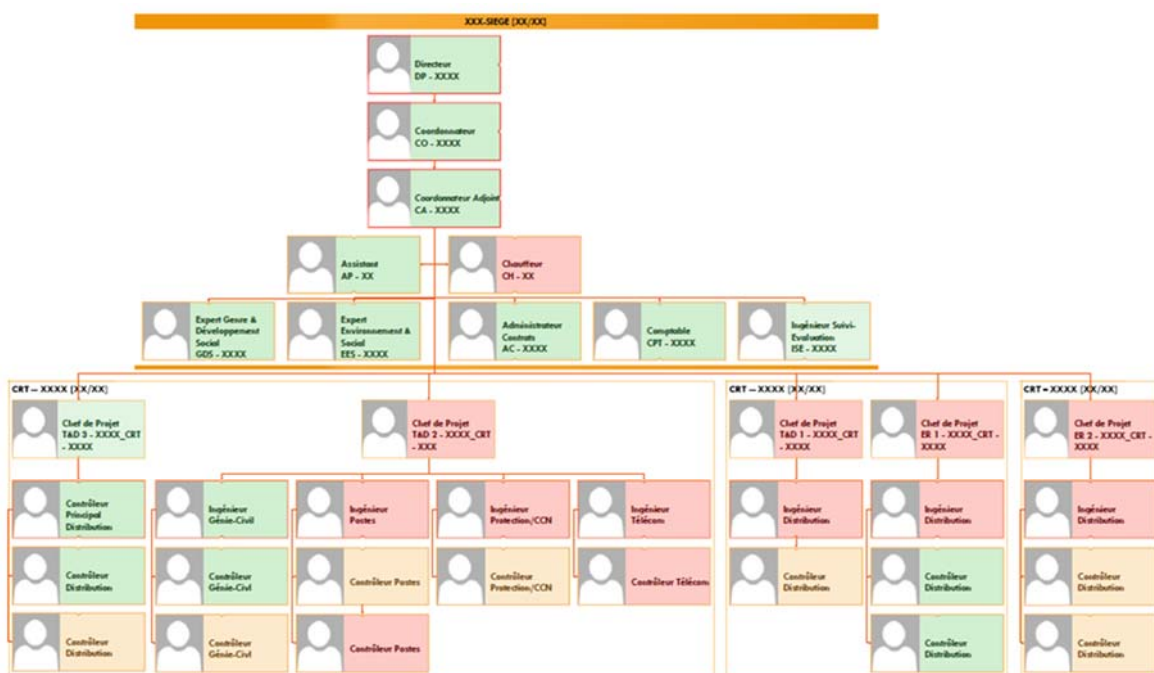 XXX-SIEGE [XX/XX]
Directeur
DP - XXXX
Coordonnateur
CO - XXXX
Coordonnateur Adjoint
CA - XXXX
Assistant
AP - XX
Chauffeur
CH - XX
Expert Genre &
Développement
Social
GDS - XXXX
Expert
Environnement &
Social
EES - XXXX
Administrateur
Contrats
AC - XXXX
Comptable
CPT - XXXX
Ingénieur Suivi-
Evaluation
ISE - XXXX
CRT – XXXX [XX/XX]
CRT – XXXX [XX/XX]
CRT – XXXX [XX/XX]
Chef de Projet
T&D 3 - XXXX_CRT
- XXXX
Chef de Projet
T&D 2 - XXXX_CRT
- XXX
Chef de Projet
T&D 1 - XXXX_CRT
- XXXX
Chef de Projet
ER 1 - XXXX_CRT -
XXXX
Chef de Projet
ER 2 - XXXX_CRT -
XXXX
Contrôleur
Principal
Distribution
Ingénieur
Génie-Civil
Ingénieur
Postes
Ingénieur
Protection/CCN
Ingénieur
Télécom
Ingénieur
Distribution
Ingénieur
Distribution
Ingénieur
Distribution
Contrôleur
Distribution
Contrôleur
Génie-Civil
Contrôleur Postes
Contrôleur
Protection/CCN
Contrôleur Télécom
Contrôleur
Distribution
Contrôleur
Distribution
Contrôleur
Distribution
Contrôleur
Distribution
Contrôleur
Génie-Civil
Contrôleur Postes
Contrôleur
Distribution
Contrôleur
Distribution